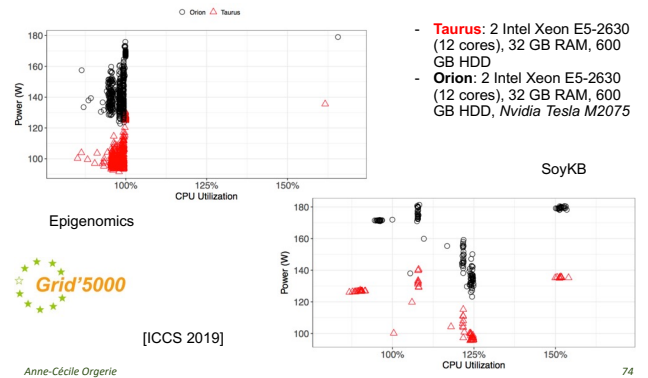 Orion Taurus
180
160
140
120
100
Power (W)
100% 125% 150%
CPU Utilization
Epigenomics
- Taurus: 2 Intel Xeon E5-2630
(12 cores), 32 GB RAM, 600
GB HDD
- Orion: 2 Intel Xeon E5-2630
(12 cores), 32 GB RAM, 600
GB HDD, Nvidia Tesla M2075
SoyKB
180
160
140
120
100
Power (W)
100% 125% 150%
CPU Utilization
Grid'5000
[ICCS 2019]
Anne-Cécile Orgerie
74